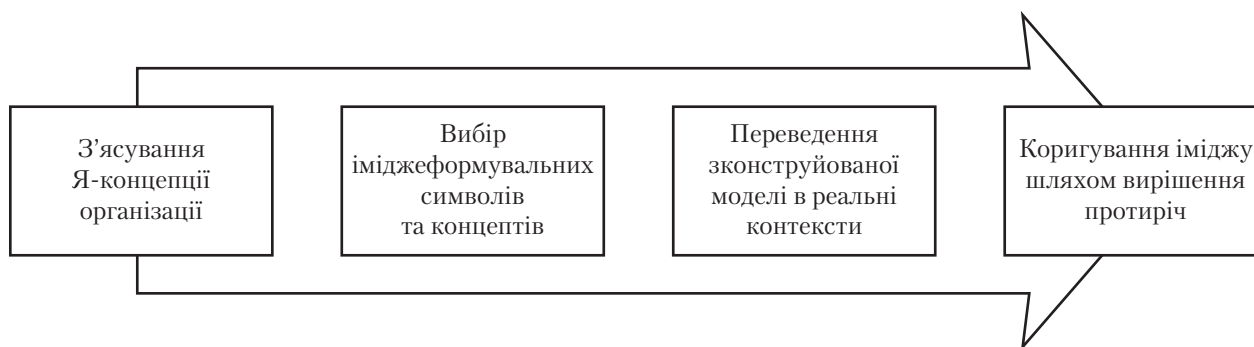 З’ясування
Я-концепції
організації
Вибір
іміджеформувальних
символів
та концептів
Переведення
зконструйованої
моделі в реальні
контексти
Коригування іміджу
шляхом вирішення
протиріч